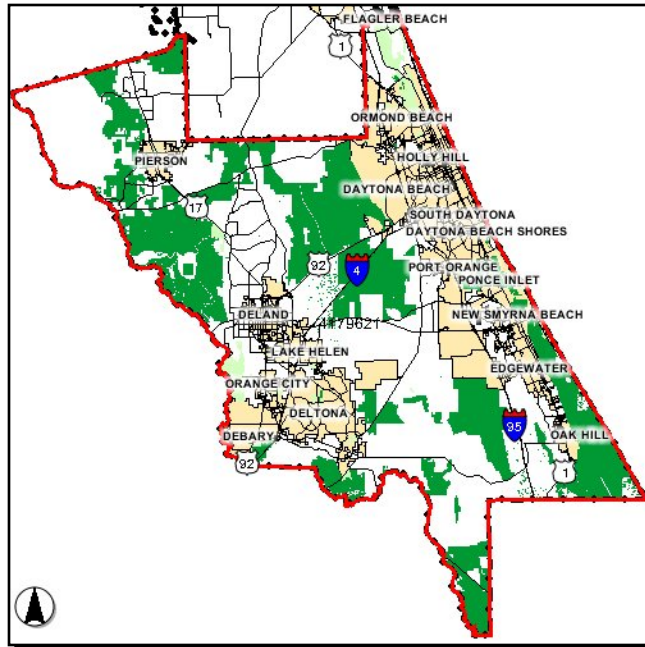 FLAGLER BEACH
1
ORMOND BEACH
HOLLY HILL
PIERSON
DAYTONA BEACH
17
SOUTH DAYTONA
DAYTONA BEACH SHORES
92
4
PORT ORANGE
PONCE INLET
DELAND
NEW SMYRNA BEACH
4179621
LAKE HELEN
EDGEWATER
ORANGE CITY
DELTONA
95
DEBARY
OAK HILL
92
1